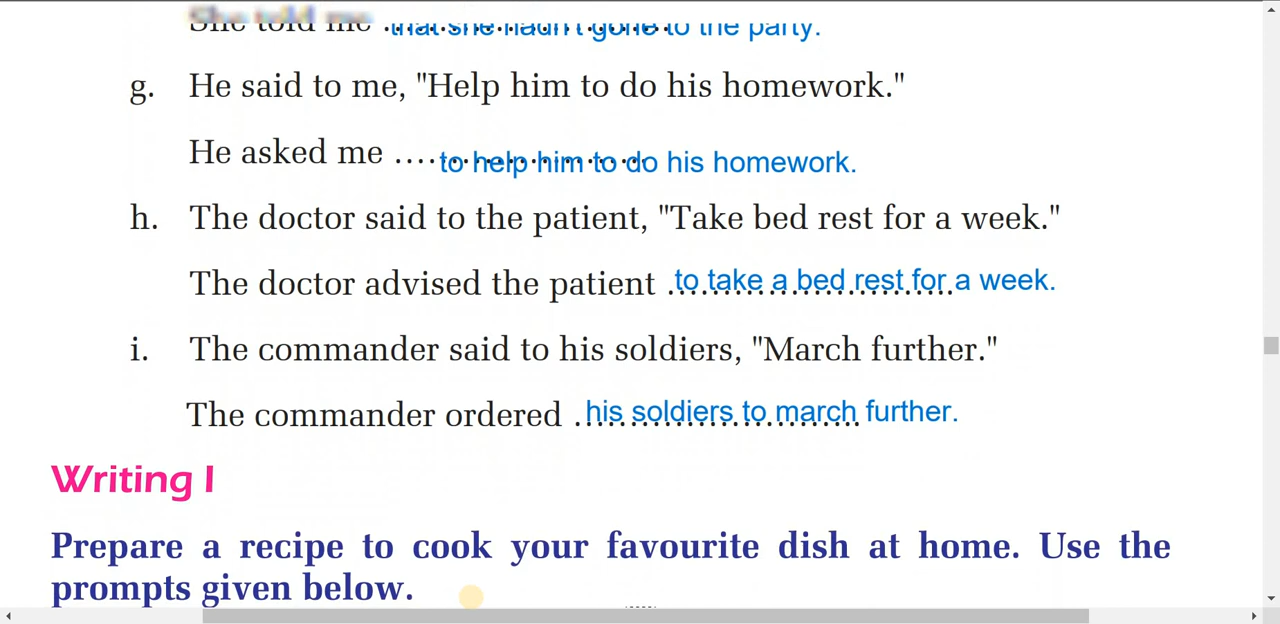 She told me .that she hadn't gone to the party.
g. He said to me, "Help him to do his homework."
He asked me ....to help him to do his homework.
h. The doctor said to the patient, "Take bed rest for a week."
The doctor advised the patient .to take a bed rest for a week.
i. The commander said to his soldiers, "March further."
The commander ordered .his soldiers to march further.
Writing I
Prepare a recipe to cook your favourite dish at home. Use the
prompts given below.